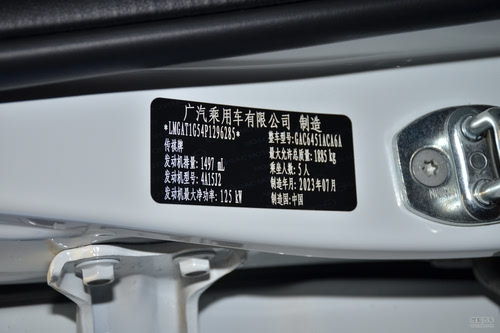 广汽乘用车有限公司 制造
*LMGAT1G54P1296285* 整车型号:GAC6451ACA6A
传祺牌 最大允许总质量:1885 kg
发动机排量:1497 mL 乘坐人数:5 人
发动机型号:4A15J2 制造年月:2023年07月
发动机最大净功率:125 kW 制造国:中国